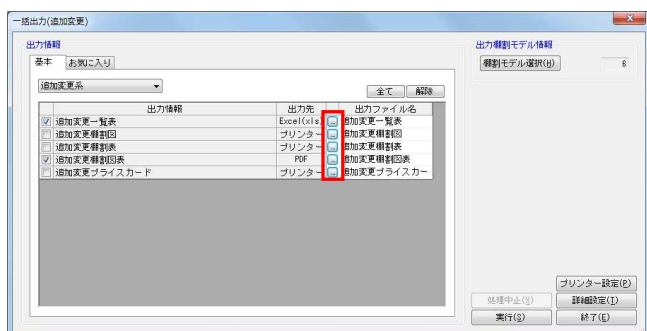 一括出力(追加変更)
出力情報
基本 お気に入り
追加変更系
全て 解除
出力情報 出力先 出力ファイル名
追加変更一覧表 Excel(xls) ... 追加変更一覧表
追加変更棚割図 プリンター ... 追加変更棚割図
追加変更棚割表 プリンター ... 追加変更棚割表
追加変更棚割図表 PDF ... 追加変更棚割図表
追加変更プライスカード プリンター ... 追加変更プライスカー
出力棚割モデル情報
棚割モデル選択(H) 6
プリンター設定(P)
処理中止(X) 詳細設定(I)
実行(S) 終了(E)